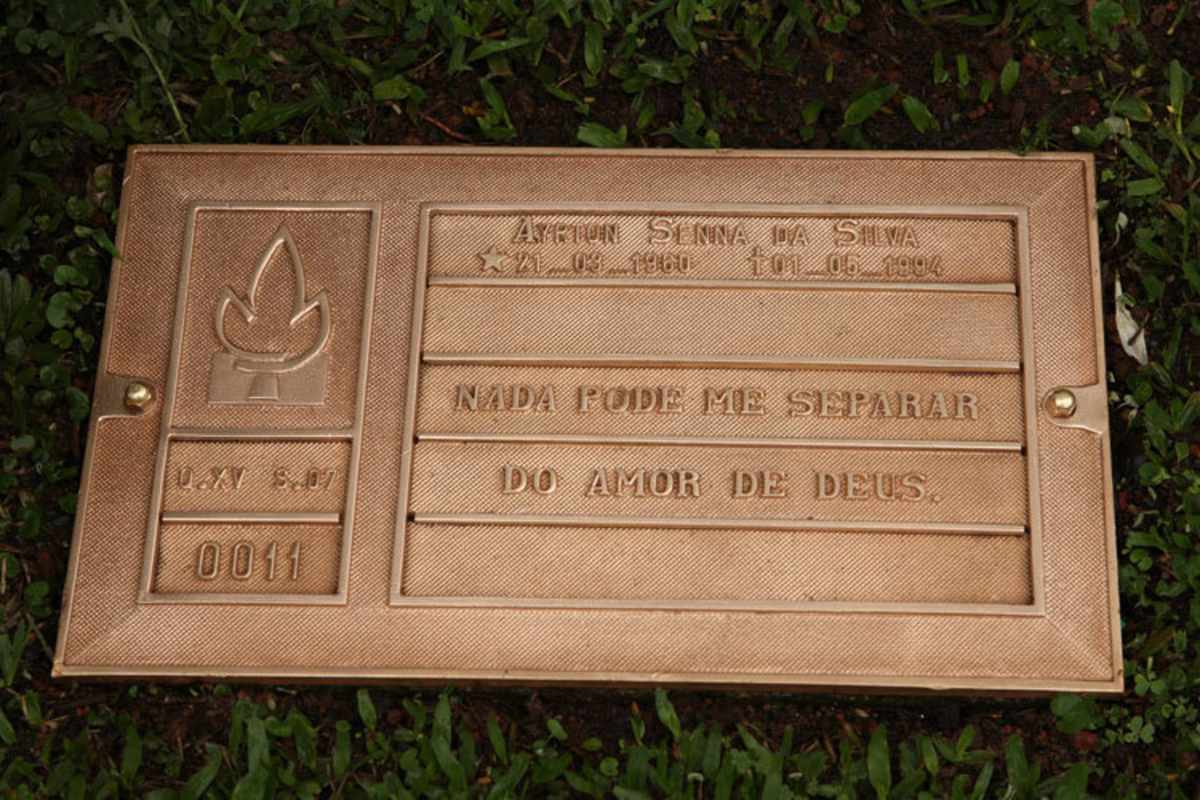 AYRTON SENNA DA SILVA
★21_03_1960 ✝01_05_1994
NADA PODE ME SEPARAR
DO AMOR DE DEUS.
Q.XV S.07
0011